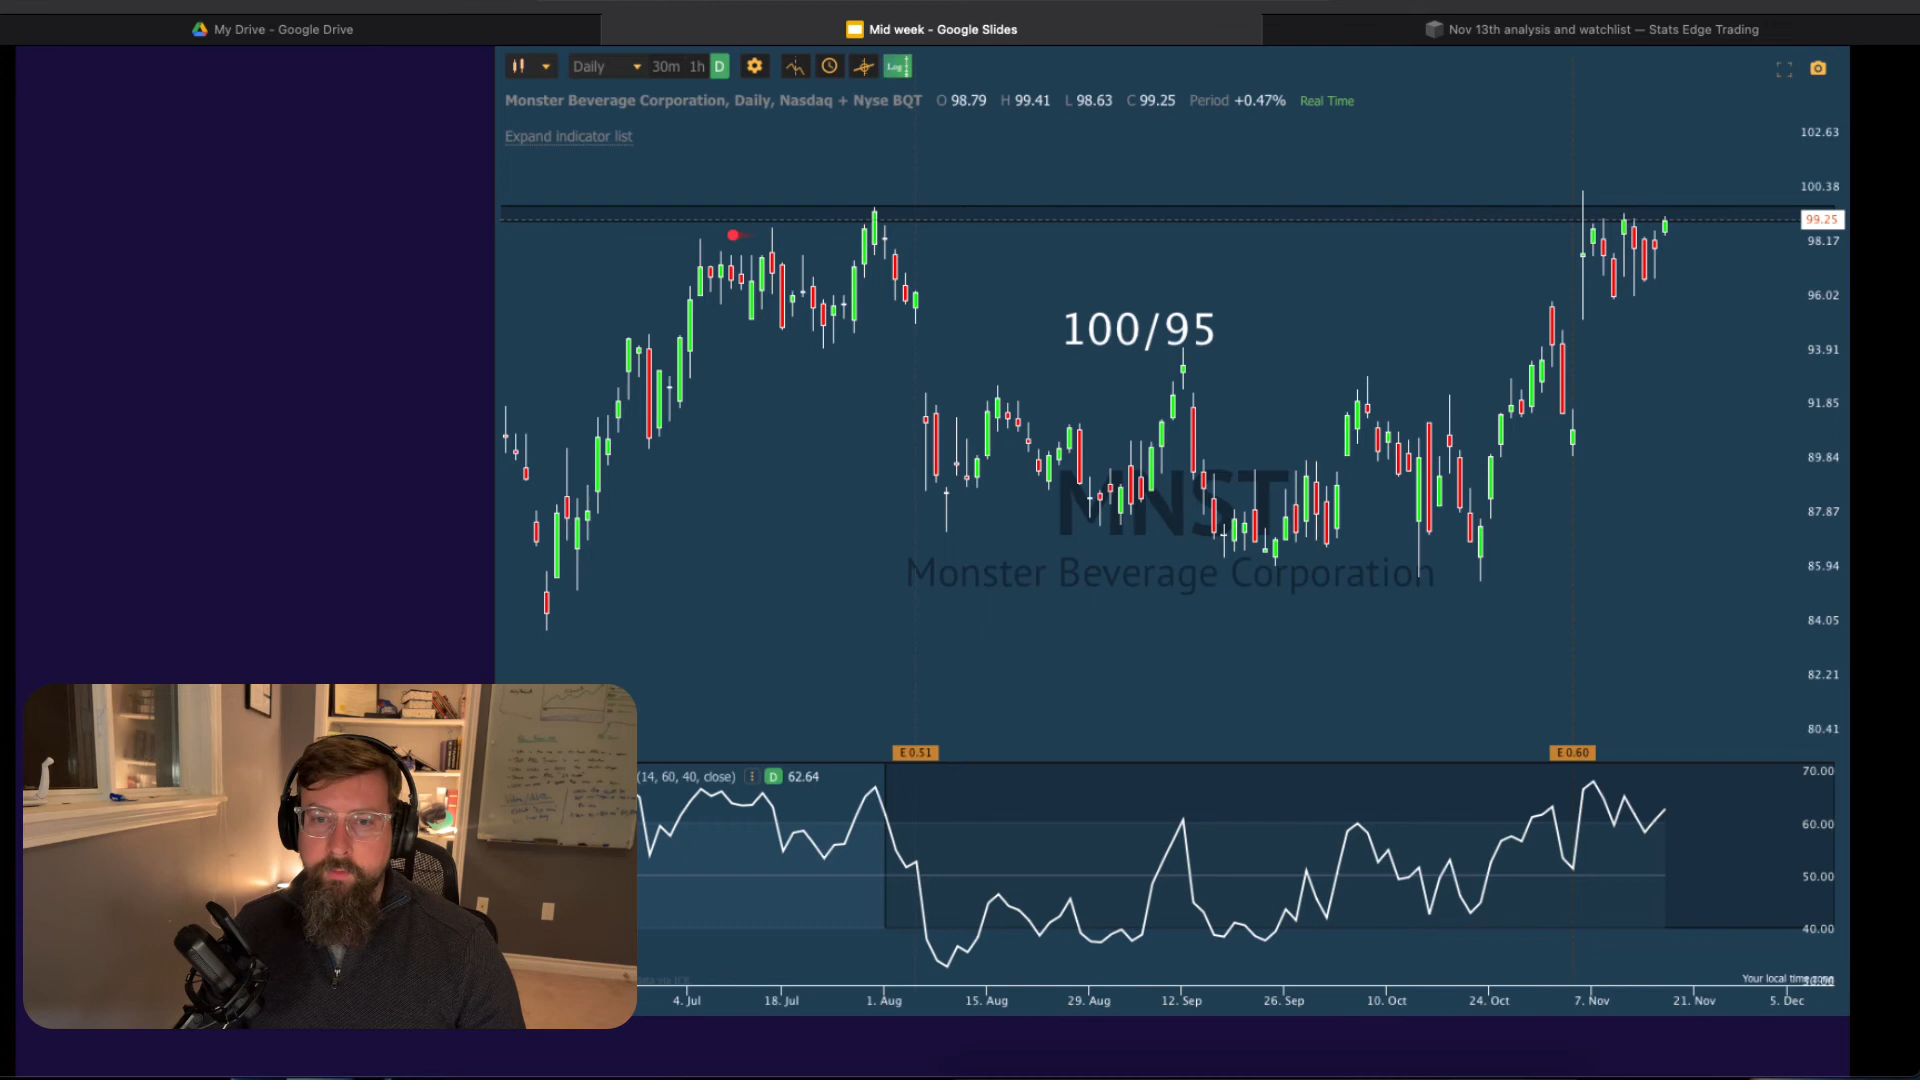 My Drive – Google Drive
Mid week - Google Slides
Nov 13th analysis and watchlist — Stats Edge Trading
Daily 30m 1h D Log
Monster Beverage Corporation, Daily, Nasdaq + Nyse BQT O 98.79 H 99.41 L 98.63 C 99.25 Period +0.47% Real Time
Expand indicator list
102.63
100.38
99.25
98.17
96.02
93.91
91.85
89.84
87.87
85.94
84.05
82.21
80.41
100/95
MNST
Monster Beverage Corporation
E 0.51
E 0.60
(14, 60, 40, close) D 62.64
70.00
60.00
50.00
40.00
Your local time zone
4. Jul 18. Jul 1. Aug 15. Aug 29. Aug 12. Sep 26. Sep 10. Oct 24. Oct 7. Nov 21. Nov 5. Dec